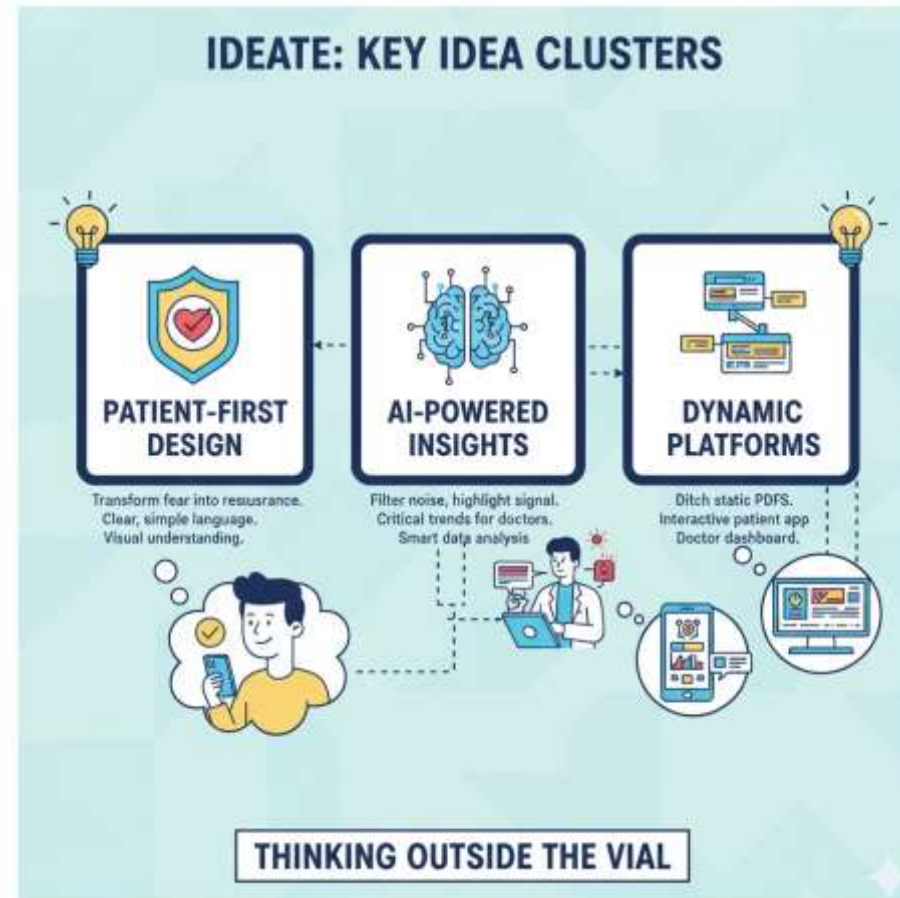 IDEATE: KEY IDEA CLUSTERS
PATIENT-FIRST
DESIGN
Transform fear into resusrance.
Clear, simple language.
Visual understanding.
AI-POWERED
INSIGHTS
Filter noise, highlight signal.
Critical trends for doctors.
Smart data analysis
DYNAMIC
PLATFORMS
Ditch static PDFS.
Interactive patient app
Doctor dashboard.
THINKING OUTSIDE THE VIAL